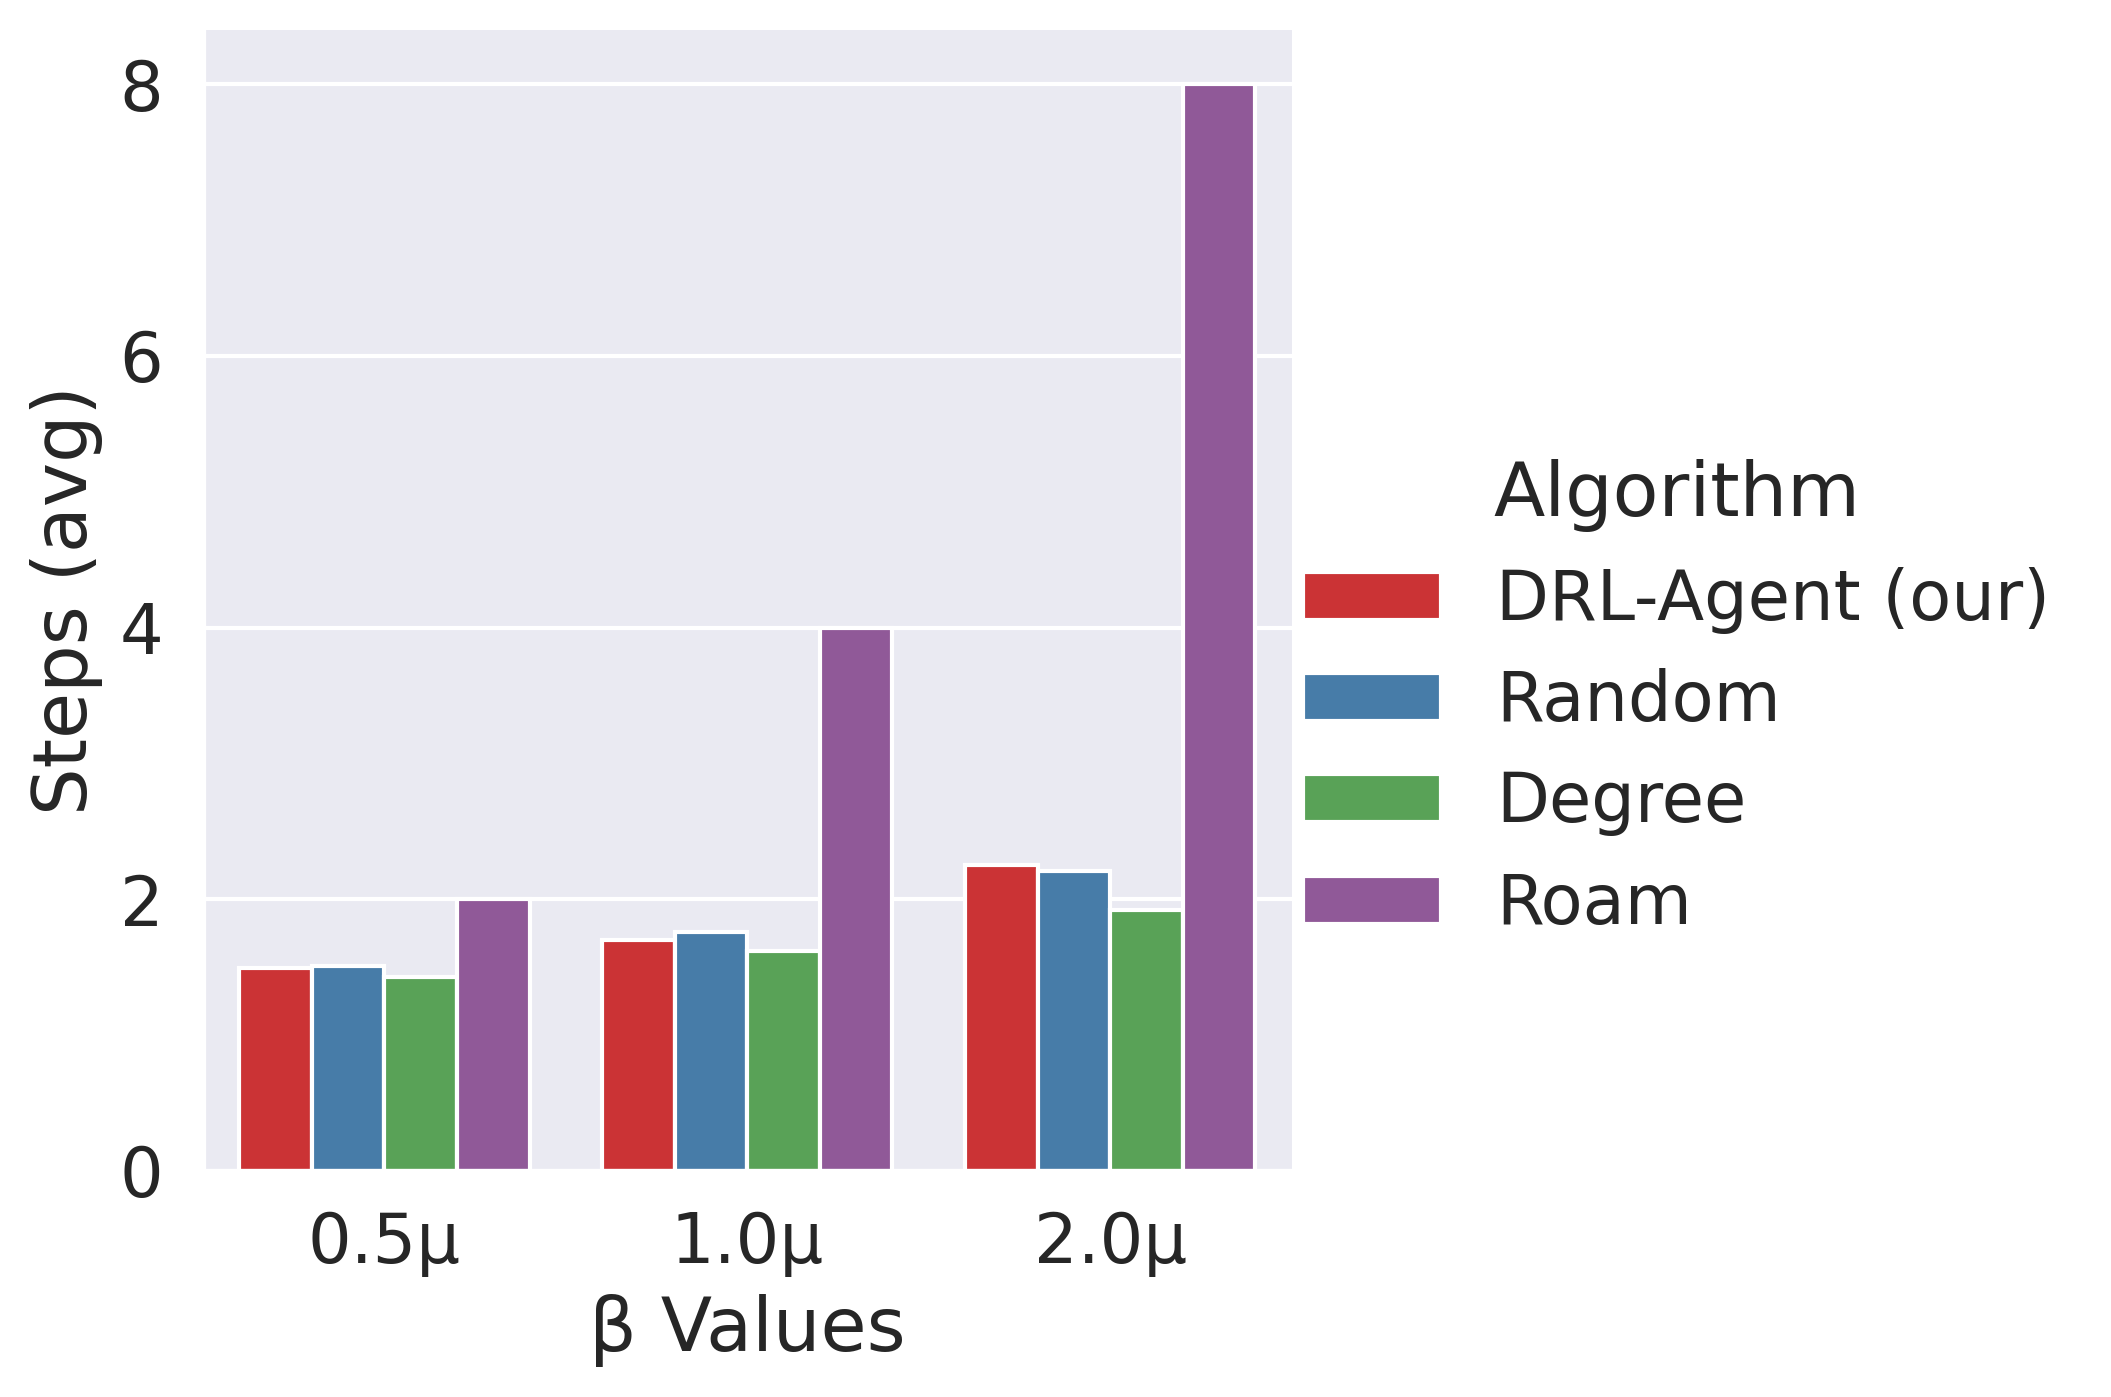 8
6
4
2
0
Steps (avg)
0.5μ 1.0μ 2.0μ
β Values
Algorithm
DRL-Agent (our)
Random
Degree
Roam